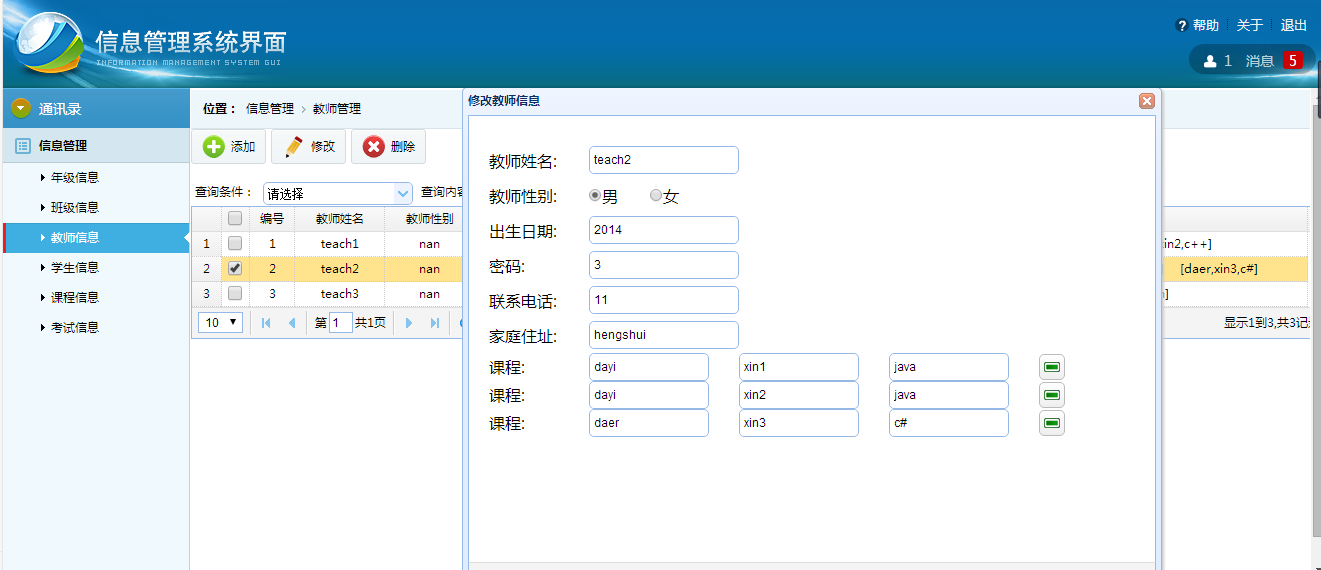 帮助 关于 退出
信息管理系统界面
INFORMATION MANAGEMENT SYSTEM GUI
1 消息 5
通讯录
位置： 信息管理 › 教师管理
修改教师信息
信息管理
添加 修改 删除
年级信息
班级信息
教师信息
学生信息
课程信息
考试信息
查询条件： 请选择 查询内容
编号 教师姓名 教师性别
1 1 teach1 nan in2,c++]
2 2 teach2 nan [daer,xin3,c#]
3 3 teach3 nan ]
10 第 1 共1页 显示1到3,共3记
教师姓名: teach2
教师性别: 男 女
出生日期: 2014
密码: 3
联系电话: 11
家庭住址: hengshui
课程: dayi xin1 java
课程: dayi xin2 java
课程: daer xin3 c#